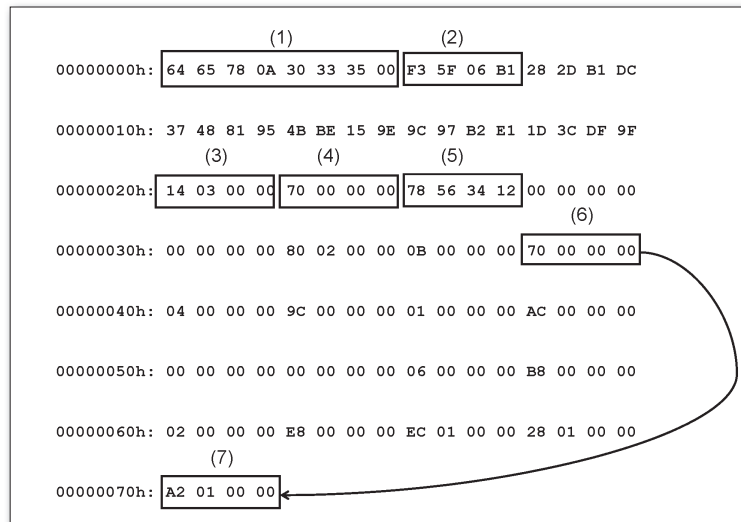 (1) (2)
00000000h: 64 65 78 0A 30 33 35 00 F3 5F 06 B1 28 2D B1 DC
00000010h: 37 48 81 95 4B BE 15 9E 9C 97 B2 E1 1D 3C DF 9F
(3) (4) (5)
00000020h: 14 03 00 00 70 00 00 00 78 56 34 12 00 00 00 00
(6)
00000030h: 00 00 00 00 80 02 00 00 0B 00 00 00 70 00 00 00
00000040h: 04 00 00 00 9C 00 00 00 01 00 00 00 AC 00 00 00
00000050h: 00 00 00 00 00 00 00 00 06 00 00 00 B8 00 00 00
00000060h: 02 00 00 00 E8 00 00 00 EC 01 00 00 28 01 00 00
(7)
00000070h: A2 01 00 00